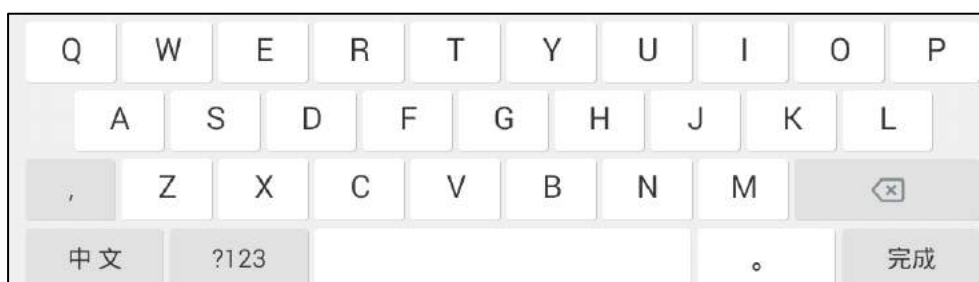 Q W E R T Y U I O P
A S D F G H J K L
, Z X C V B N M
中文 ?123 。 完成